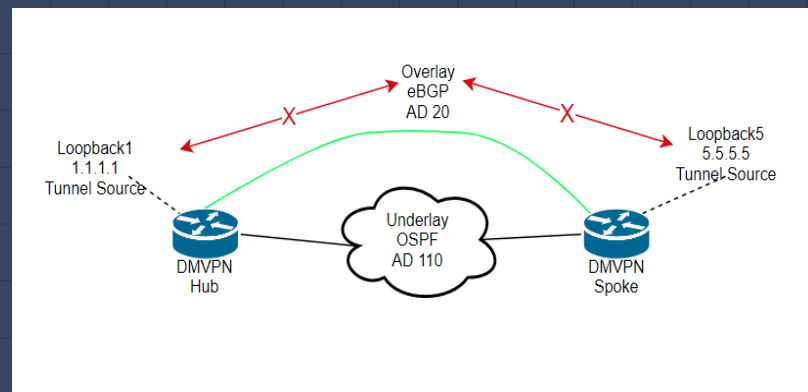 Overlay
eBGP
AD 20
X
X
Loopback1
1.1.1.1
Tunnel Source
Loopback5
5.5.5.5
Tunnel Source
Underlay
OSPF
AD 110
DMVPN
Hub
DMVPN
Spoke